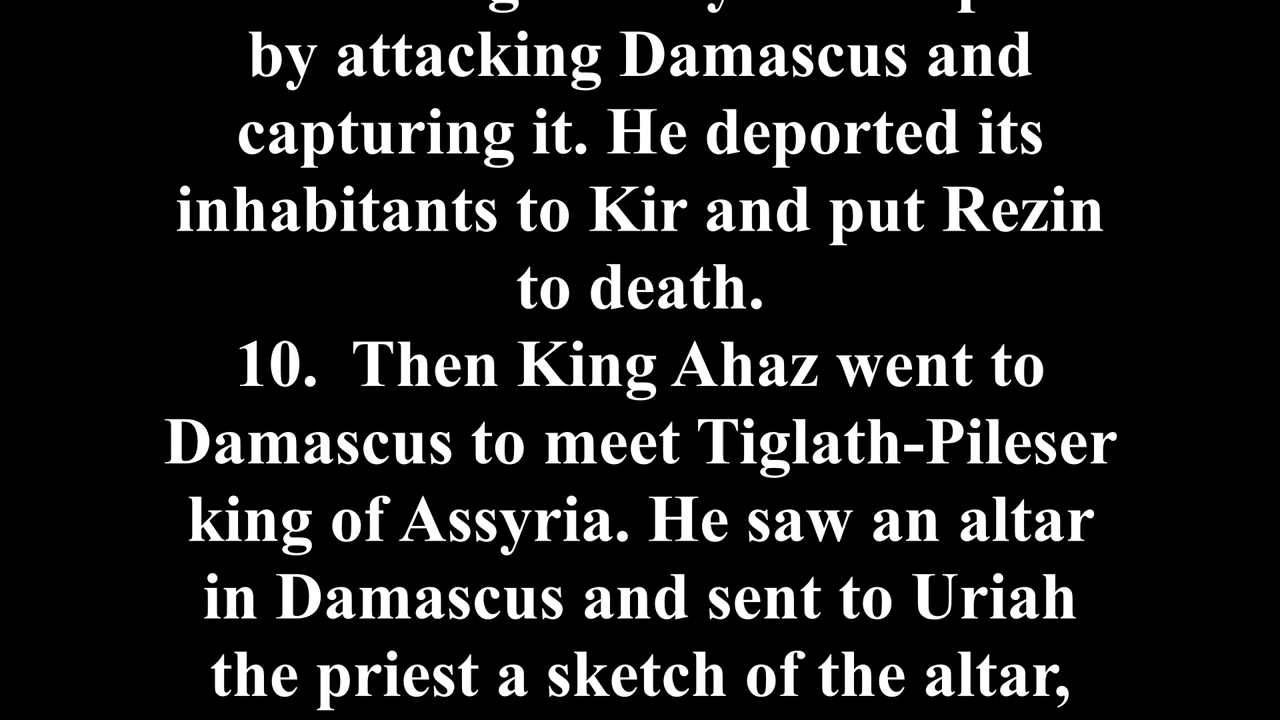 by attacking Damascus and
capturing it. He deported its
inhabitants to Kir and put Rezin
to death.
10. Then King Ahaz went to
Damascus to meet Tiglath-Pileser
king of Assyria. He saw an altar
in Damascus and sent to Uriah
the priest a sketch of the altar,